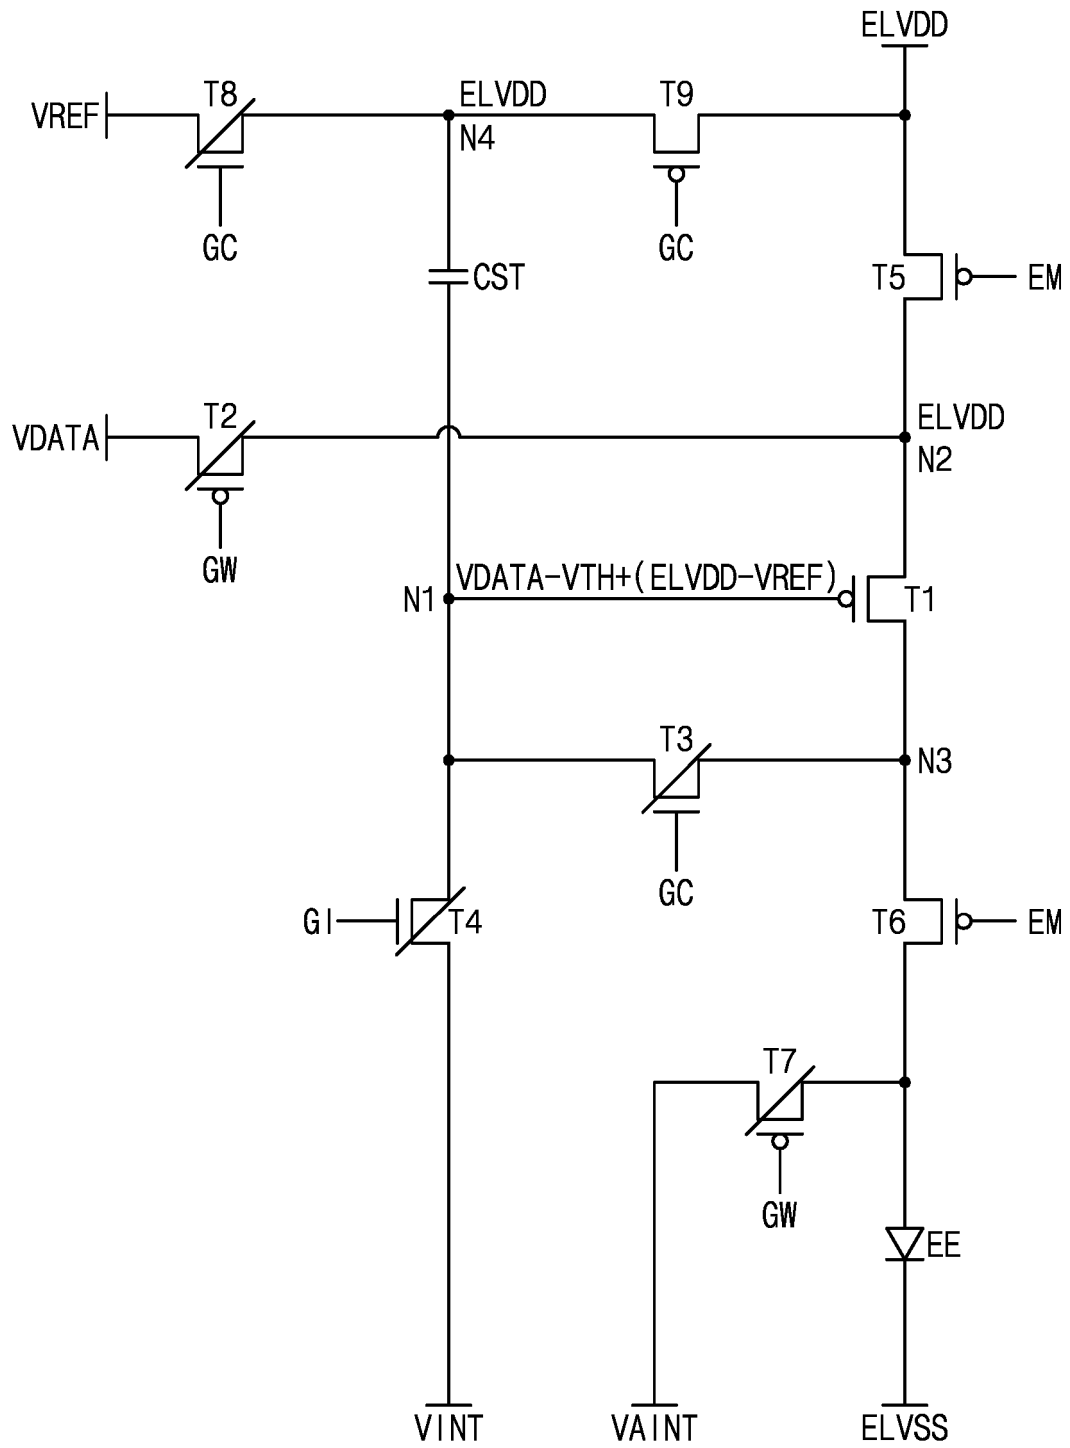 ELVDD
T8
ELVDD
T9
VREF
N4
GC
GC
CST
T5
EM
T2
ELVDD
VDATA
N2
GW
VDATA-VTH+(ELVDD-VREF)
N1
T1
T3
N3
GC
GI
T4
T6
EM
T7
GW
EE
VINT
VAINT
ELVSS